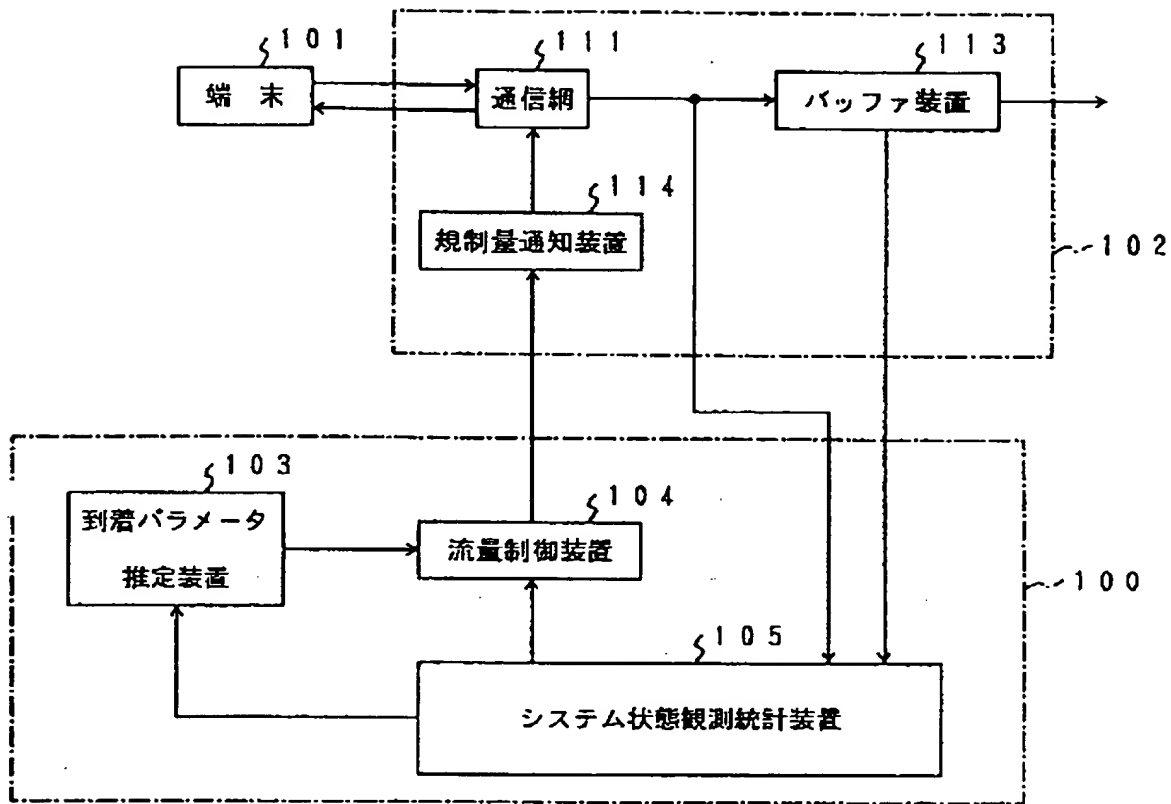 101
端末
111
通信網
113
バッファ装置
114
規制量通知装置
102
103
到着パラメータ
推定装置
104
流量制御装置
100
105
システム状態観測統計装置